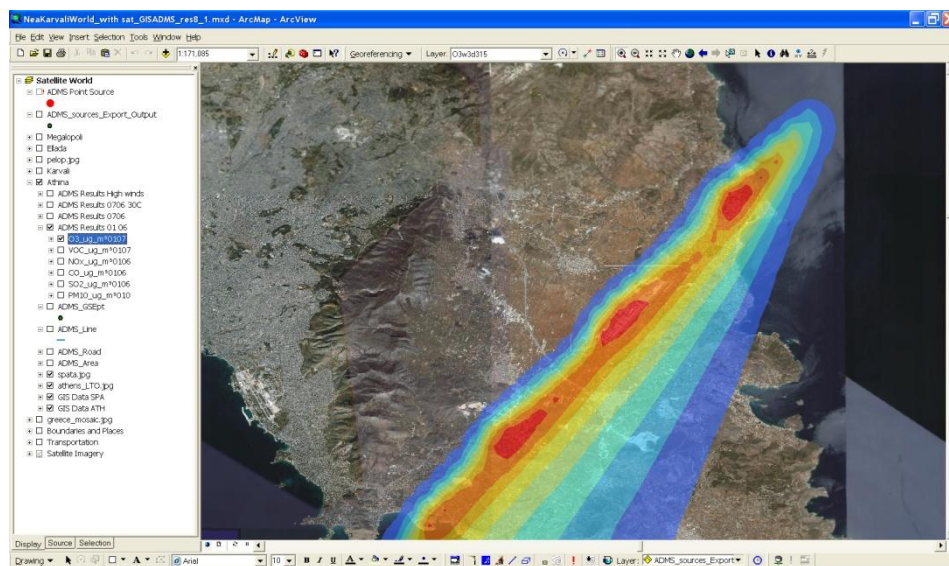 NeaKarvaliWorld_with sat_GISADMS_res8_1.mxd - ArcMap - ArcView
File Edit View Insert Selection Tools Window Help
1:171,885 Georeferencing Layer: O3w3d315
Satellite World
ADMS Point Source
ADMS_sources_Export_Output
Megalopoli
Ellada
pelop.jpg
Karvali
Athina
ADMS Results High winds
ADMS Results 0706 30C
ADMS Results 0706
ADMS Results 01 06
O3_ug_m³0107
VOC_ug_m³0107
NOx_ug_m³0106
CO_ug_m³0106
SO2_ug_m³0106
PM10_ug_m³010
ADMS_GSEpt
ADMS_Line
ADMS_Road
ADMS_Area
spata.jpg
athens_LTO.jpg
GIS Data SPA
GIS Data ATH
greece_mosaic.jpg
Boundaries and Places
Transportation
Satellite Imagery
Display Source Selection
Drawing A Arial 10 B I U A Layer: ADMS_sources_Export